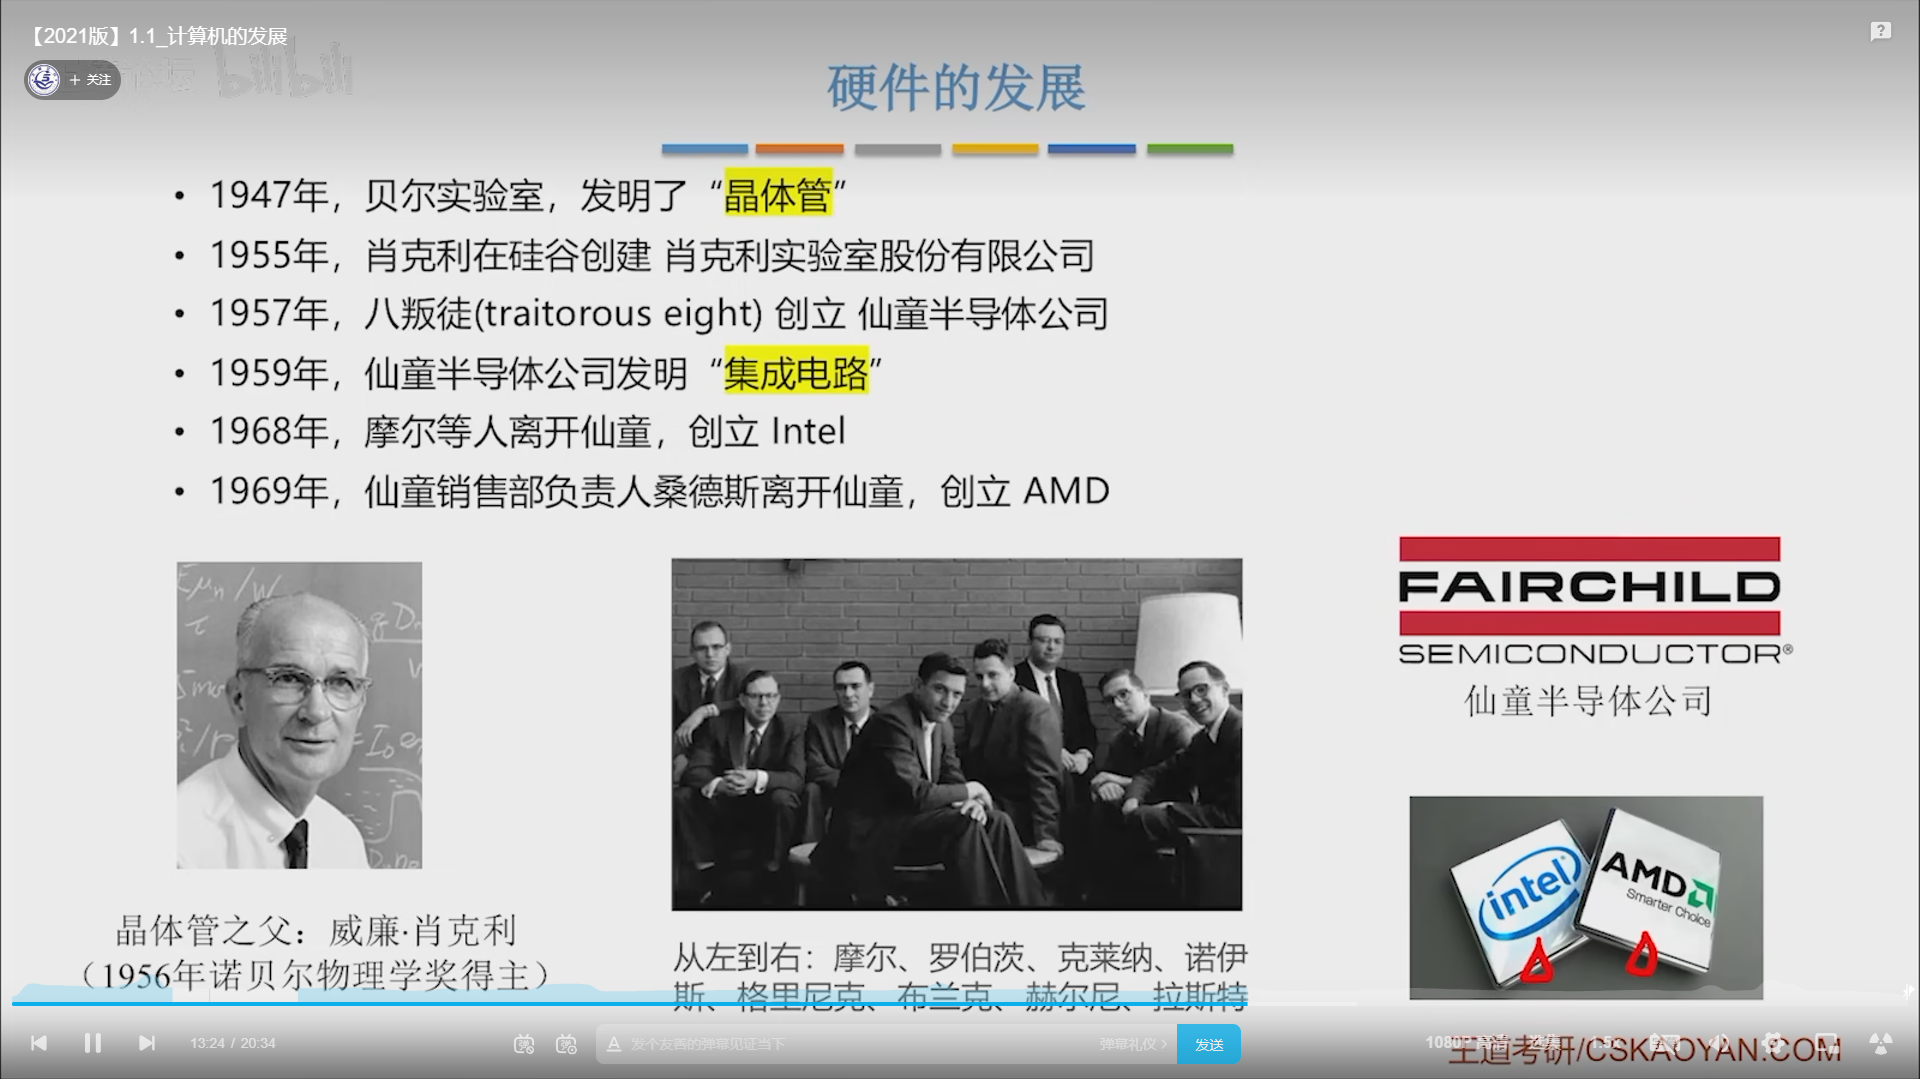 【2021版】1.1_计算机的发展
+ 关注
bilibili
硬件的发展
• 1947年，贝尔实验室，发明了“晶体管”
• 1955年，肖克利在硅谷创建 肖克利实验室股份有限公司
• 1957年，八叛徒(traitorous eight) 创立 仙童半导体公司
• 1959年，仙童半导体公司发明“集成电路”
• 1968年，摩尔等人离开仙童，创立 Intel
• 1969年，仙童销售部负责人桑德斯离开仙童，创立 AMD
FAIRCHILD
SEMICONDUCTOR®
仙童半导体公司
intel
AMD
Smarter Choice
晶体管之父：威廉·肖克利
（1956年诺贝尔物理学奖得主）
从左到右：摩尔、罗伯茨、克莱纳、诺伊
斯、格里尼克、布兰克、赫尔尼、拉斯特
13:24 / 20:34
发个友善的弹幕见证当下
弹幕礼仪 >
发送
1080P 高清
选集
1.5x
王道考研/CSKAOYAN.COM